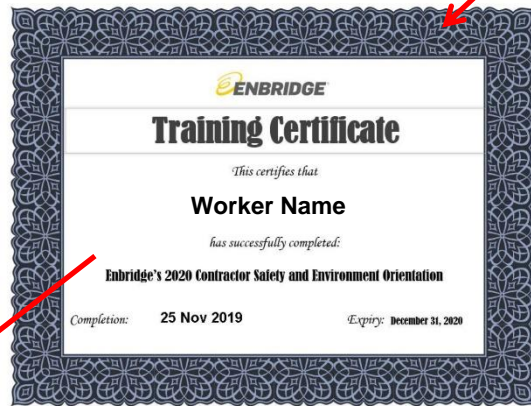 ENBRIDGE
Training Certificate
This certifies that
Worker Name
has successfully completed:
Enbridge's 2020 Contractor Safety and Environment Orientation
Completion: 25 Nov 2019 Expiry: December 31, 2020